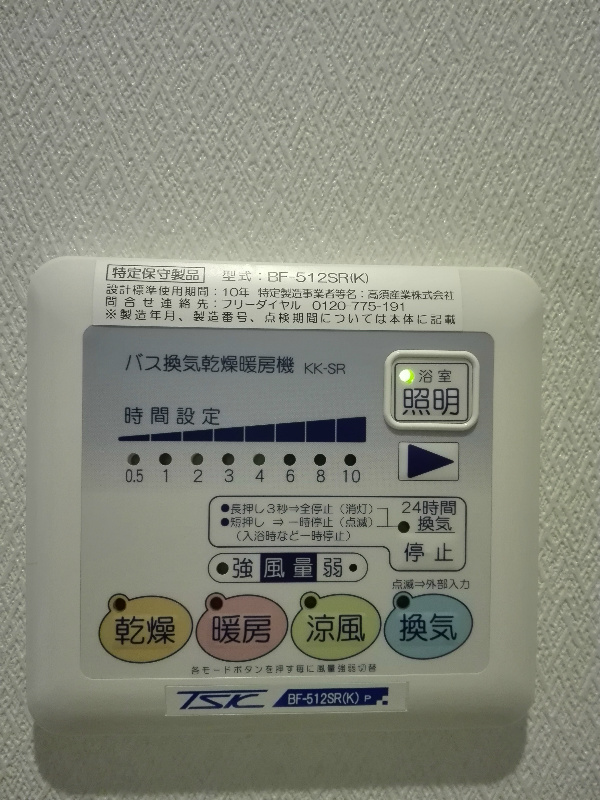 特定保守製品 型式：BF-512SR(K)
設計標準使用期間：10年 特定製造事業者等名：高須産業株式会社
問合せ連絡先：フリーダイヤル 0120-775-191
※製造年月、製造番号、点検期間については本体に記載
バス換気乾燥暖房機 KK-SR
浴室
照明
時間設定
0.5 1 2 3 4 6 8 10
●長押し3秒⇒全停止（消灯）
●短押し ⇒ 一時停止（点滅）
（入浴時など一時停止）
24時間
換気
停止
強 風量 弱
点滅⇒外部入力
乾燥 暖房 涼風 換気
各モードボタンを押す毎に風量強弱切替
TSK BF-512SR(K) P